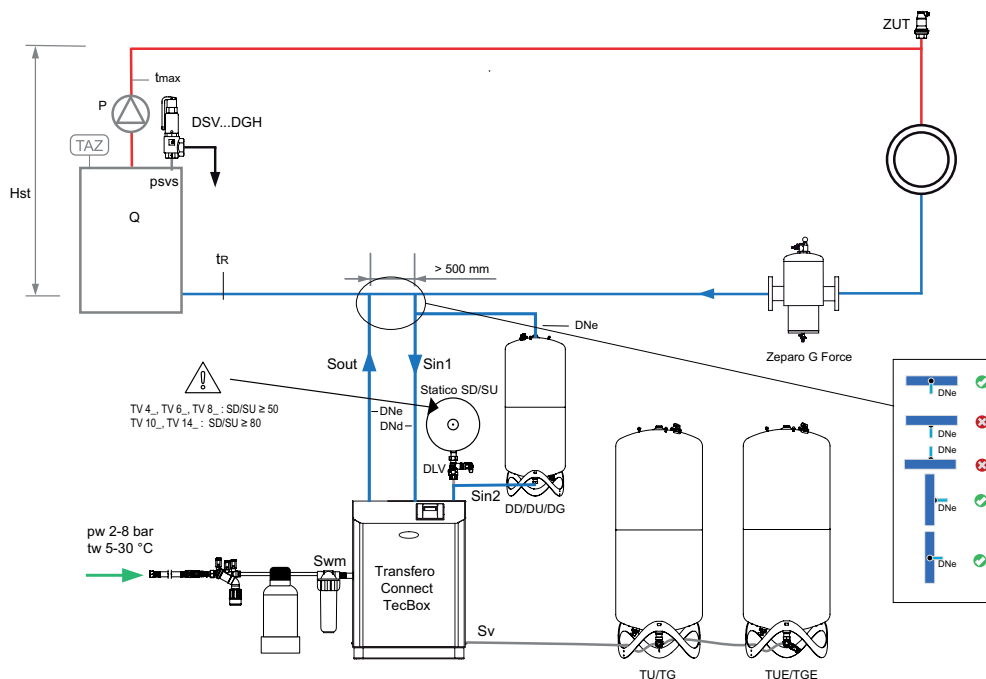 ZUT
tmax
P
DSV...DGH
TAZ
psvs
Hst
Q
tR
> 500 mm
DNe
Zeparo G Force
Sout
Sin1
Statico SD/SU
TV 4_, TV 6_, TV 8_ : SD/SU ≥ 50
TV 10_, TV 14_ : SD/SU ≥ 80
DNe
DNd
DLV
Sin2
DD/DU/DG
DNe
DNe
DNe
DNe
DNe
pw 2-8 bar
tw 5-30 °C
Swm
Transfero
Connect
TecBox
Sv
TU/TG
TUE/TGE